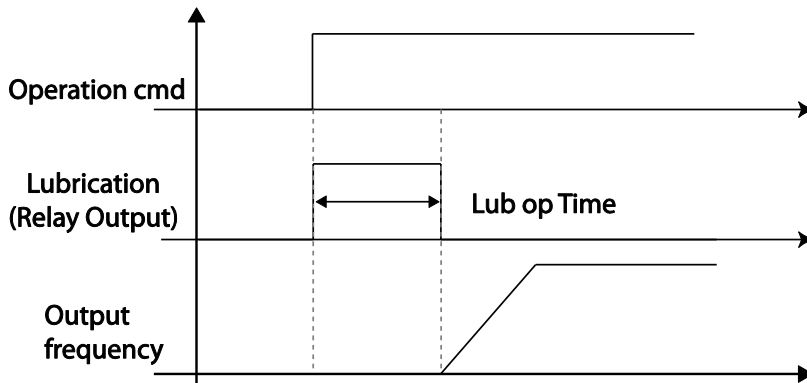 Operation cmd
Lubrication
(Relay Output)
Lub op Time
Output
frequency